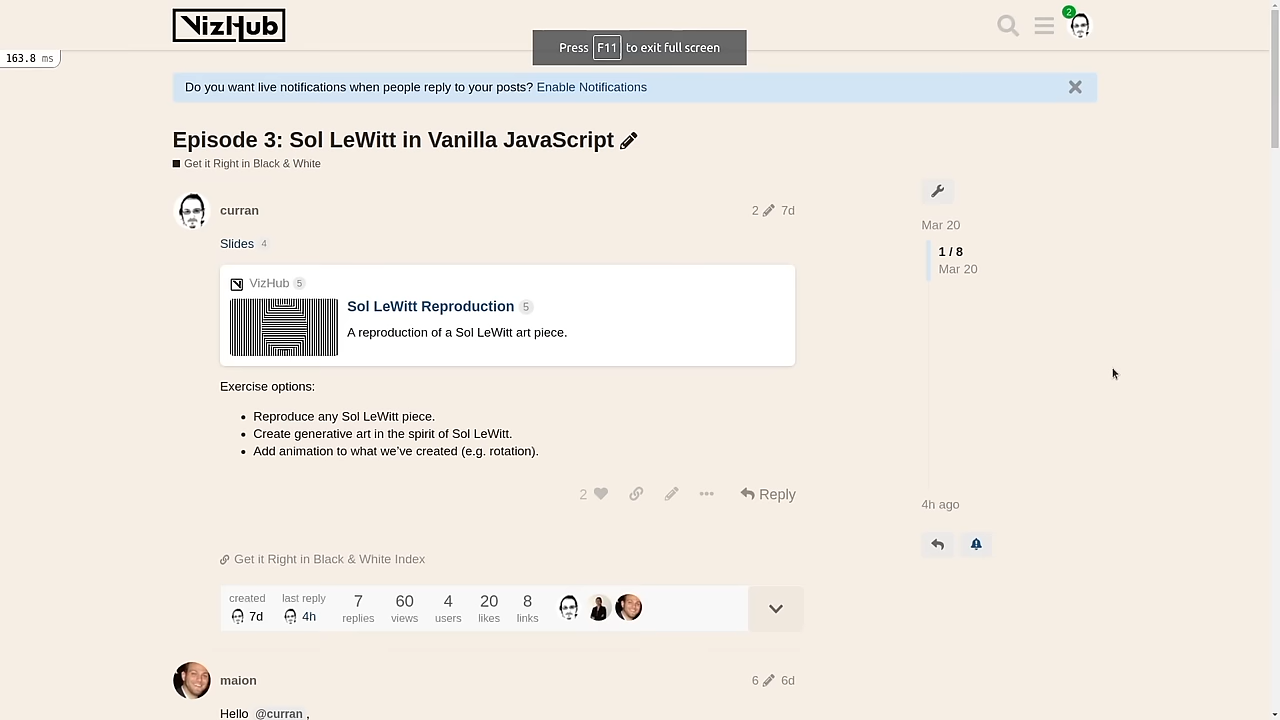 VizHub
2
Press F11 to exit full screen
163.8 ms
Do you want live notifications when people reply to your posts? Enable Notifications
Episode 3: Sol LeWitt in Vanilla JavaScript
Get it Right in Black & White
curran
2 7d
Slides 4
VizHub 5
Sol LeWitt Reproduction 5
A reproduction of a Sol LeWitt art piece.
Exercise options:
• Reproduce any Sol LeWitt piece.
• Create generative art in the spirit of Sol LeWitt.
• Add animation to what we've created (e.g. rotation).
2 Reply
Mar 20
1 / 8
Mar 20
4h ago
Get it Right in Black & White Index
created last reply 7 60 4 20 8
7d 4h replies views users likes links
maion
6 6d
Hello @curran ,